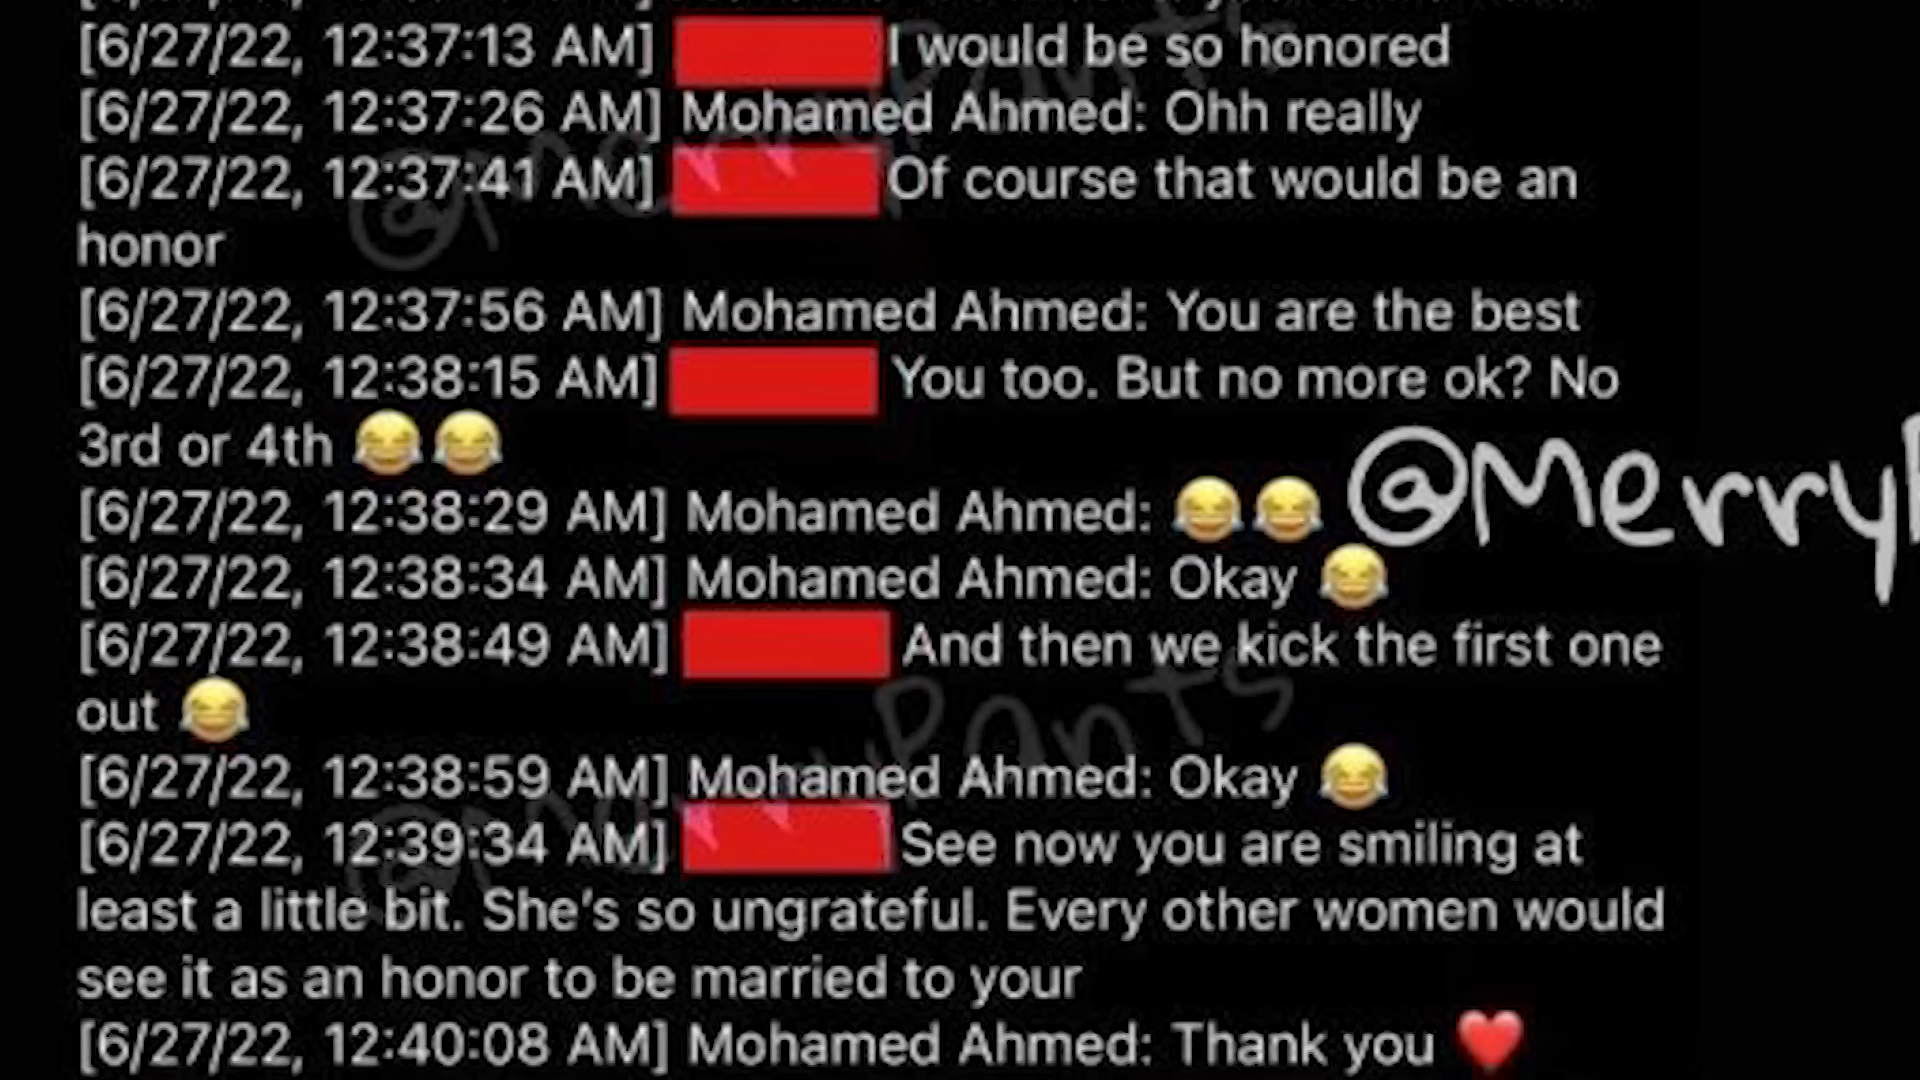 [6/27/22, 12:37:13 AM] I would be so honored
[6/27/22, 12:37:26 AM] Mohamed Ahmed: Ohh really
[6/27/22, 12:37:41 AM] Of course that would be an
honor
[6/27/22, 12:37:56 AM] Mohamed Ahmed: You are the best
[6/27/22, 12:38:15 AM] You too. But no more ok? No
3rd or 4th 😂😂
[6/27/22, 12:38:29 AM] Mohamed Ahmed: 😂😂
@Merry
[6/27/22, 12:38:34 AM] Mohamed Ahmed: Okay 😂
[6/27/22, 12:38:49 AM] And then we kick the first one
out 😂
[6/27/22, 12:38:59 AM] Mohamed Ahmed: Okay 😂
[6/27/22, 12:39:34 AM] See now you are smiling at
least a little bit. She's so ungrateful. Every other women would
see it as an honor to be married to your
[6/27/22, 12:40:08 AM] Mohamed Ahmed: Thank you ❤️
@merryPants
@merryPants